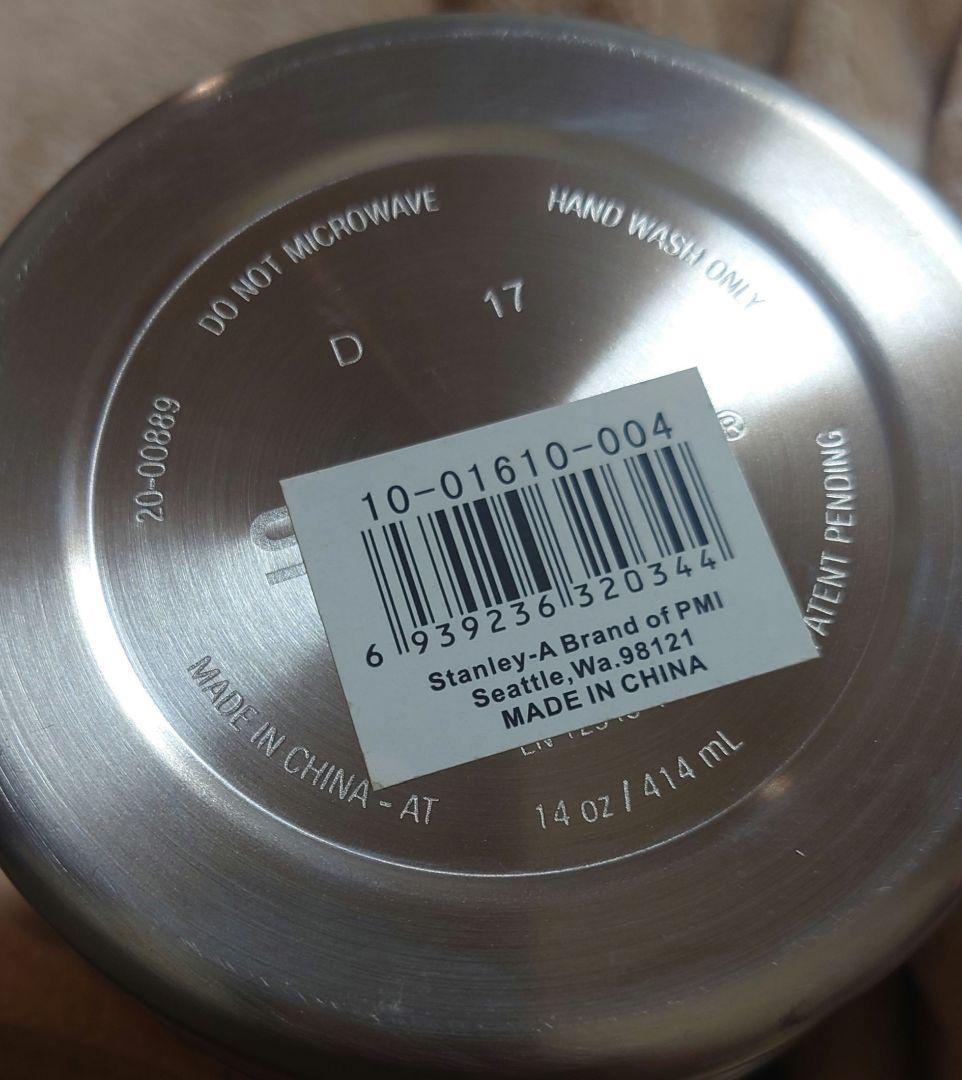 DO NOT MICROWAVE
HAND WASH ONLY
D 17
20-00889
®
PATENT PENDING
10-01610-004
6 939236 320344
Stanley-A Brand of PMI
Seattle,Wa.98121
MADE IN CHINA
MADE IN CHINA - AT
14 oz / 414 mL